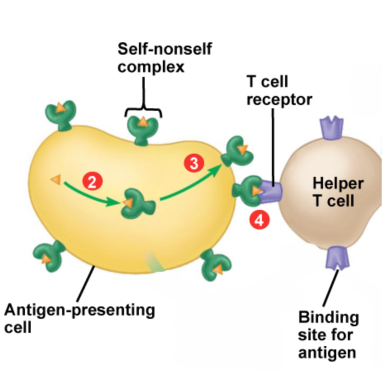 Self-nonself
complex
T cell
receptor
3
2
4
Helper
T cell
Antigen-presenting
cell
Binding
site for
antigen